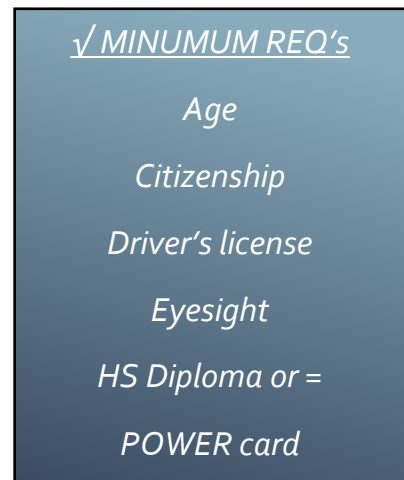 √ MINUMUM REQ’s
Age
Citizenship
Driver’s license
Eyesight
HS Diploma or =
POWER card